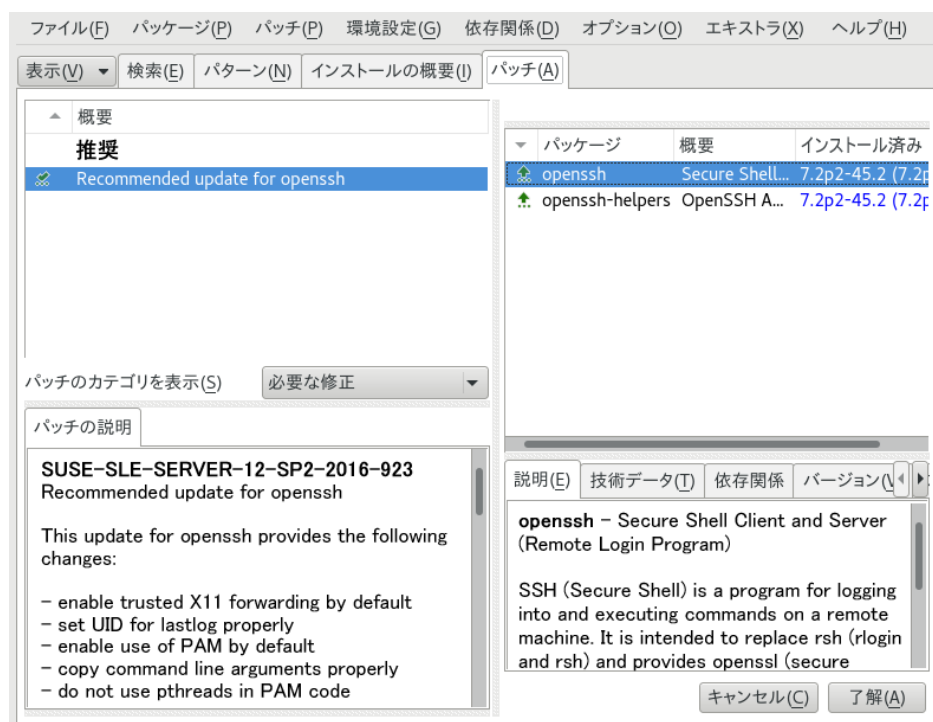 ファイル(F) パッケージ(P) パッチ(P) 環境設定(G) 依存関係(D) オプション(O) エキストラ(X) ヘルプ(H)
表示(V) 検索(E) パターン(N) インストールの概要(I) パッチ(A)
概要
推奨
Recommended update for openssh
パッチのカテゴリを表示(S) 必要な修正
パッチの説明
SUSE-SLE-SERVER-12-SP2-2016-923
Recommended update for openssh
This update for openssh provides the following
changes:
- enable trusted X11 forwarding by default
- set UID for lastlog properly
- enable use of PAM by default
- copy command line arguments properly
- do not use pthreads in PAM code
パッケージ 概要 インストール済み
openssh Secure Shell... 7.2p2-45.2 (7.2p
openssh-helpers OpenSSH A... 7.2p2-45.2 (7.2p
説明(E) 技術データ(T) 依存関係 バージョン(V
openssh - Secure Shell Client and Server
(Remote Login Program)
SSH (Secure Shell) is a program for logging
into and executing commands on a remote
machine. It is intended to replace rsh (rlogin
and rsh) and provides openssl (secure
キャンセル(C) 了解(A)